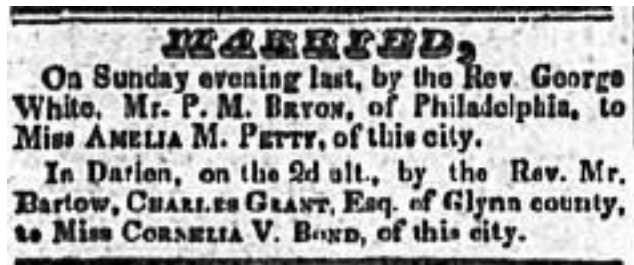 MARRIED,
On Sunday evening last, by the Rev. George
White, Mr. P. M. BRYON, of Philadelphia, to
Miss AMELIA M. PETTY, of this city.
In Darien, on the 2d ult., by the Rev. Mr.
Bartow, CHARLES GRANT, Esq. of Glynn county,
to Miss CORNELIA V. BOND, of this city.